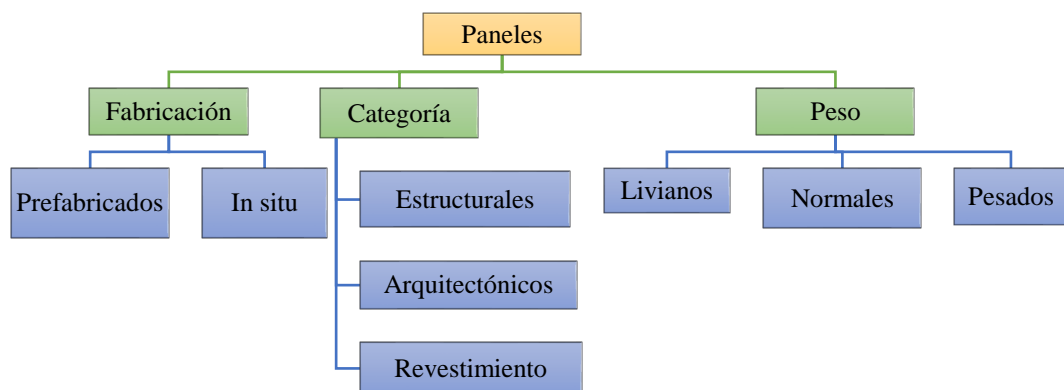 Paneles
Fabricación
Categoría
Peso
Prefabricados
In situ
Estructurales
Arquitectónicos
Revestimiento
Livianos
Normales
Pesados